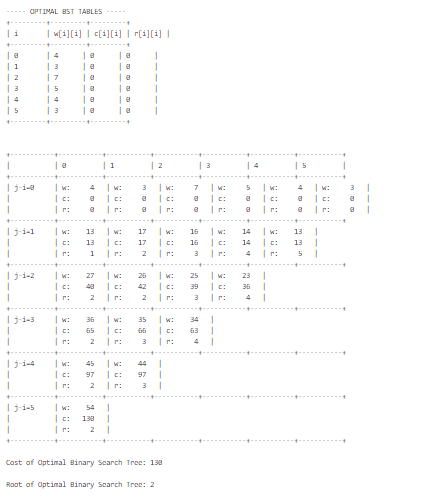 ----- OPTIMAL BST TABLES -----
+---------+---------+---------+
| i | w[i][i] | c[i][i] | r[i][i] |
+---------+---------+---------+
| 0 | 4 | 0 | 0 |
| 1 | 3 | 0 | 0 |
| 2 | 7 | 0 | 0 |
| 3 | 5 | 0 | 0 |
| 4 | 4 | 0 | 0 |
| 5 | 3 | 0 | 0 |
+---------+---------+---------+
+-----------+-----------+-----------+-----------+-----------+-----------+-----------+
| | 0 | 1 | 2 | 3 | 4 | 5 |
+-----------+-----------+-----------+-----------+-----------+-----------+-----------+
| j-i=0 | w: 4 | w: 3 | w: 7 | w: 5 | w: 4 | w: 3 |
| | c: 0 | c: 0 | c: 0 | c: 0 | c: 0 | c: 0 |
| | r: 0 | r: 0 | r: 0 | r: 0 | r: 0 | r: 0 |
+-----------+-----------+-----------+-----------+-----------+-----------+-----------+
| j-i=1 | w: 13 | w: 17 | w: 16 | w: 14 | w: 13 |
| | c: 13 | c: 17 | c: 16 | c: 14 | c: 13 |
| | r: 1 | r: 2 | r: 3 | r: 4 | r: 5 |
+-----------+-----------+-----------+-----------+-----------+-----------+-----------+
| j-i=2 | w: 27 | w: 26 | w: 25 | w: 23 |
| | c: 40 | c: 42 | c: 39 | c: 36 |
| | r: 2 | r: 2 | r: 3 | r: 4 |
+-----------+-----------+-----------+-----------+-----------+-----------+-----------+
| j-i=3 | w: 36 | w: 35 | w: 34 |
| | c: 65 | c: 66 | c: 63 |
| | r: 2 | r: 3 | r: 4 |
+-----------+-----------+-----------+-----------+-----------+-----------+-----------+
| j-i=4 | w: 45 | w: 44 |
| | c: 97 | c: 97 |
| | r: 2 | r: 3 |
+-----------+-----------+-----------+-----------+-----------+-----------+-----------+
| j-i=5 | w: 54 |
| | c: 130 |
| | r: 2 |
+-----------+-----------+-----------+-----------+-----------+-----------+-----------+
Cost of Optimal Binary Search Tree: 130
Root of Optimal Binary Search Tree: 2